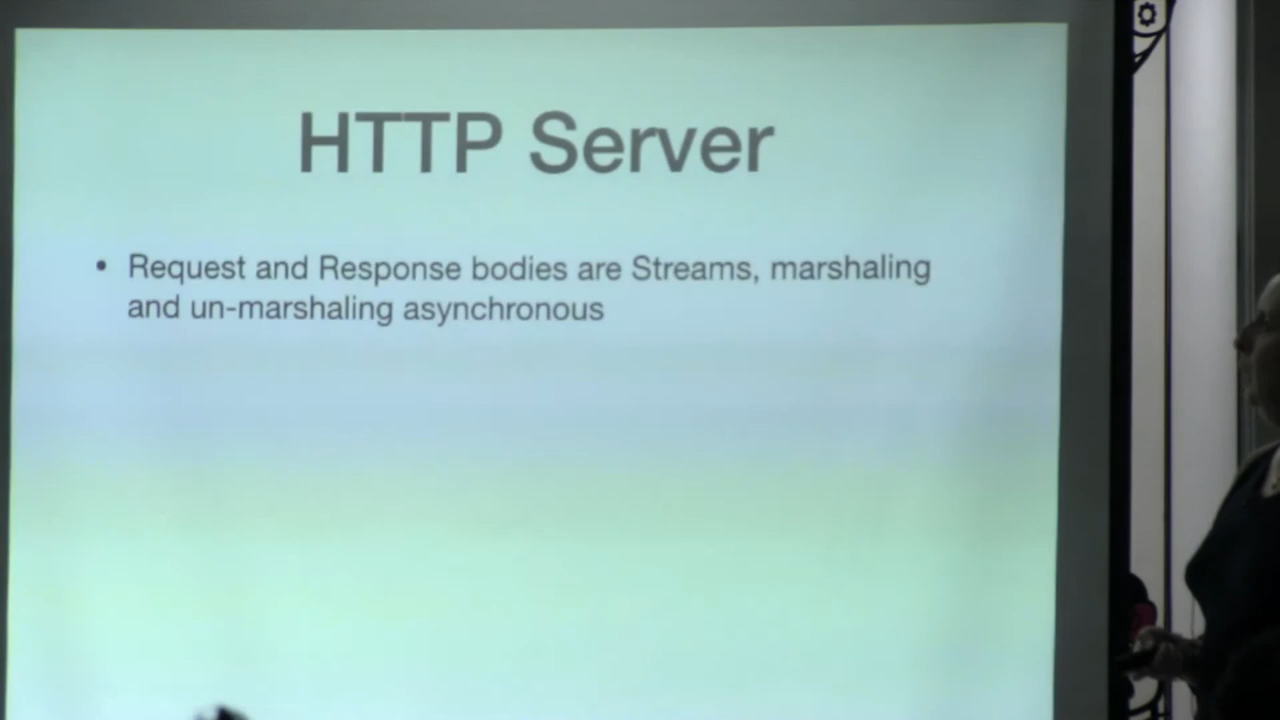 HTTP Server
• Request and Response bodies are Streams, marshaling
and un-marshaling asynchronous